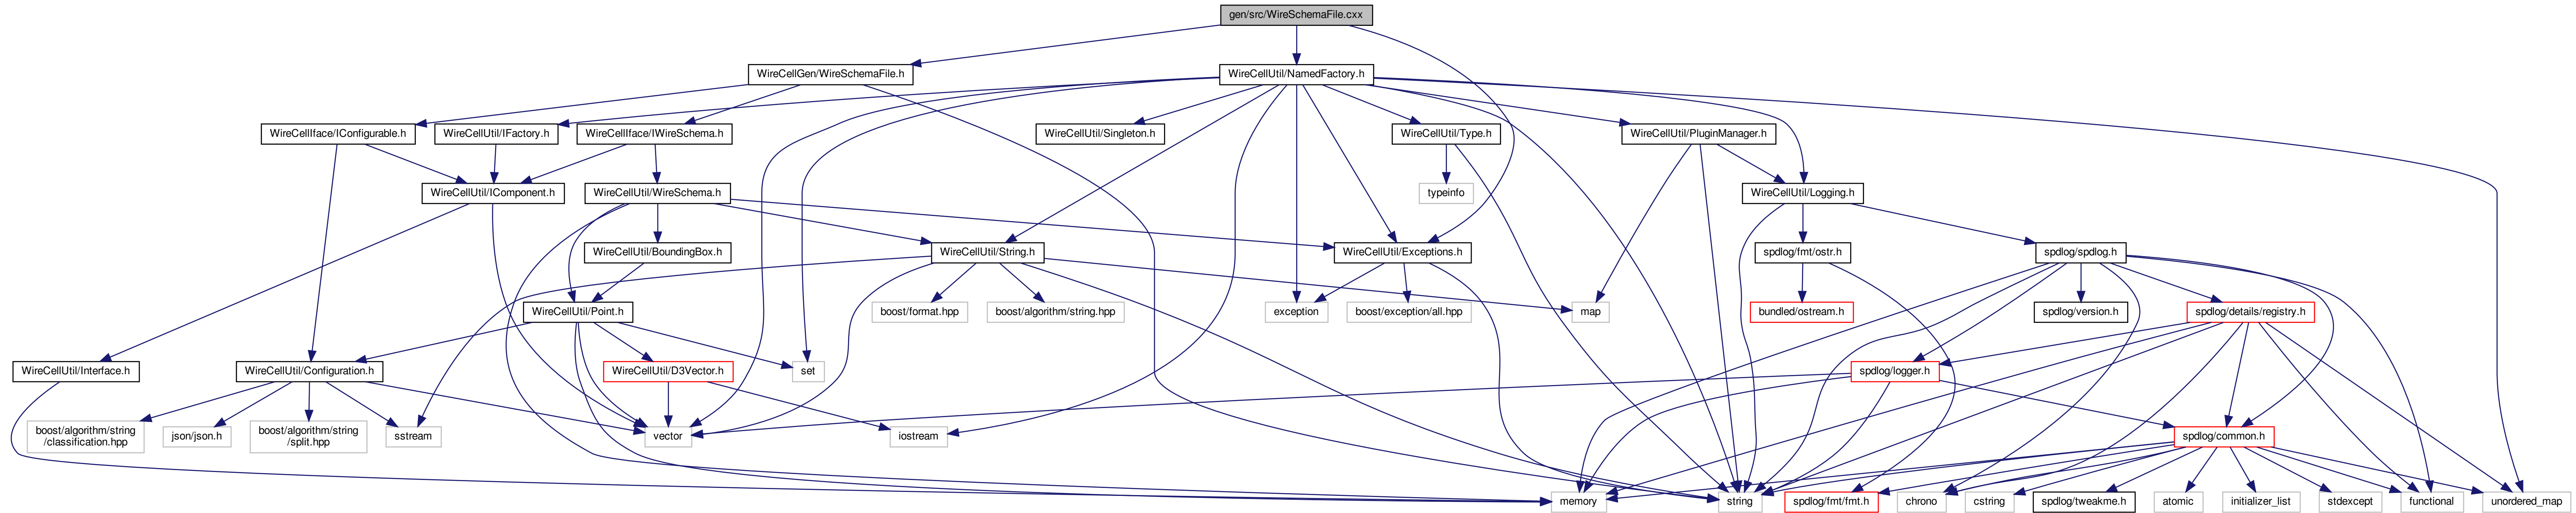 gen/src/WireSchemaFile.cxx
WireCellGen/WireSchemaFile.h
WireCellUtil/NamedFactory.h
WireCellIface/IConfigurable.h
WireCellUtil/IFactory.h
WireCellIface/IWireSchema.h
WireCellUtil/Singleton.h
WireCellUtil/Type.h
WireCellUtil/PluginManager.h
WireCellUtil/IComponent.h
WireCellUtil/WireSchema.h
typeinfo
WireCellUtil/Logging.h
WireCellUtil/BoundingBox.h
WireCellUtil/String.h
WireCellUtil/Exceptions.h
spdlog/fmt/ostr.h
spdlog/spdlog.h
WireCellUtil/Point.h
boost/format.hpp
boost/algorithm/string.hpp
exception
boost/exception/all.hpp
map
bundled/ostream.h
spdlog/version.h
spdlog/details/registry.h
WireCellUtil/Interface.h
WireCellUtil/Configuration.h
WireCellUtil/D3Vector.h
set
spdlog/logger.h
boost/algorithm/string
/classification.hpp
json/json.h
boost/algorithm/string
/split.hpp
sstream
vector
iostream
spdlog/common.h
memory
string
spdlog/fmt/fmt.h
chrono
cstring
spdlog/tweakme.h
atomic
initializer_list
stdexcept
functional
unordered_map